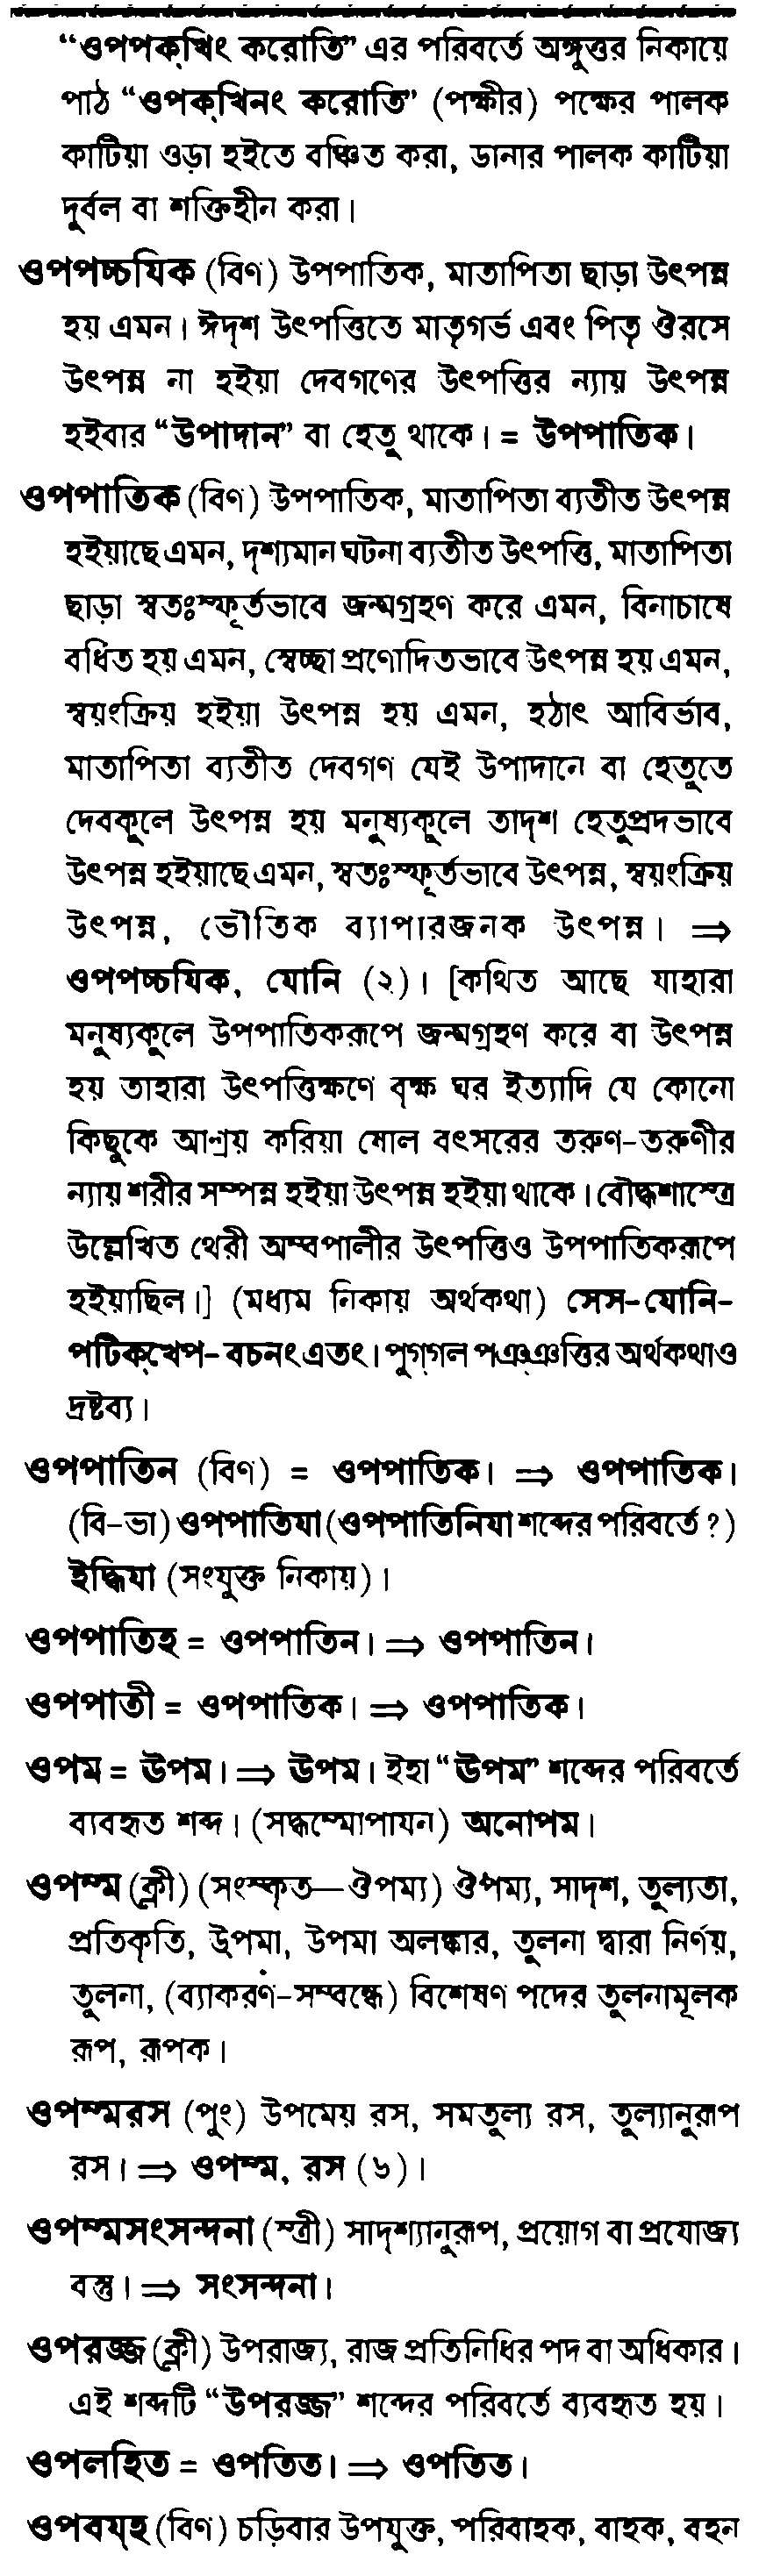 “ওপপক্খিং করোতি” এর পরিবর্তে অঙ্গুত্তর নিকায়ে
পাঠ “ওপক্খিনং করোতি” (পক্ষীর) পক্ষের পালক
কাটিয়া ওড়া হইতে বঞ্চিত করা, ডানার পালক কাটিয়া
দুর্বল বা শক্তিহীন করা।
ওপপচ্চযিক (বিণ) উপপাতিক, মাতাপিতা ছাড়া উৎপন্ন
হয় এমন। ঈদৃশ উৎপত্তিতে মাতৃগর্ভ এবং পিতৃ ঔরসে
উৎপন্ন না হইয়া দেবগণের উৎপত্তির ন্যায় উৎপন্ন
হইবার “উপাদান” বা হেতু থাকে। = উপপাতিক।
ওপপাতিক (বিণ) উপপাতিক, মাতাপিতা ব্যতীত উৎপন্ন
হইয়াছে এমন, দৃশ্যমান ঘটনা ব্যতীত উৎপত্তি, মাতাপিতা
ছাড়া স্বতঃস্ফূর্তভাবে জন্মগ্রহণ করে এমন, বিনাচাষে
বর্ধিত হয় এমন, স্বেচ্ছা প্রণোদিতভাবে উৎপন্ন হয় এমন,
স্বয়ংক্রিয় হইয়া উৎপন্ন হয় এমন, হঠাৎ আবির্ভাব,
মাতাপিতা ব্যতীত দেবগণ যেই উপাদানে বা হেতুতে
দেবকুলে উৎপন্ন হয় মনুষ্যকুলে তাদৃশ হেতুপ্রদভাবে
উৎপন্ন হইয়াছে এমন, স্বতঃস্ফূর্তভাবে উৎপন্ন, স্বয়ংক্রিয়
উৎপন্ন, ভৌতিক ব্যাপারজনক উৎপন্ন। ⇒
ওপপচ্চযিক, যোনি (২)। [কথিত আছে যাহারা
মনুষ্যকুলে উপপাতিকরূপে জন্মগ্রহণ করে বা উৎপন্ন
হয় তাহারা উৎপত্তিক্ষণে বৃক্ষ ঘর ইত্যাদি যে কোনো
কিছুকে আশ্রয় করিয়া ষোল বৎসরের তরুণ-তরুণীর
ন্যায় শরীর সম্পন্ন হইয়া উৎপন্ন হইয়া থাকে। বৌদ্ধশাস্ত্রে
উল্লেখিত থেরী অম্বপালীর উৎপত্তিও উপপাতিকরূপে
হইয়াছিল।] (মধ্যম নিকায় অর্থকথা) সেস-যোনি-
পটিক্খেপ- বচনং এতং। পুগ্গল পঞ্ঞত্তির অর্থকথাও
দ্রষ্টব্য।
ওপপাতিন (বিণ) = ওপপাতিক। ⇒ ওপপাতিক।
(বি-ভা) ওপপাতিযা (ওপপাতিনিযা শব্দের পরিবর্তে ?)
ইদ্ধিযা (সংযুক্ত নিকায়)।
ওপপাতিহ = ওপপাতিন। ⇒ ওপপাতিন।
ওপপাতী = ওপপাতিক। ⇒ ওপপাতিক।
ওপম = ঊপম। ⇒ ঊপম। ইহা “ঊপম” শব্দের পরিবর্তে
ব্যবহৃত শব্দ। (সদ্ধম্মোপাযন) অনোপম।
ওপম্ম (ক্লী) (সংস্কৃত—ঔপম্য) ঔপম্য, সাদৃশ, তুল্যতা,
প্রতিকৃতি, উপমা, উপমা অলঙ্কার, তুলনা দ্বারা নির্ণয়,
তুলনা, (ব্যাকরণ-সম্বন্ধে) বিশেষণ পদের তুলনামূলক
রূপ, রূপক।
ওপম্মরস (পুং) উপমেয় রস, সমতুল্য রস, তুল্যানুরূপ
রস। ⇒ ওপম্ম, রস (৬)।
ওপম্মসংসন্দনা (স্ত্রী) সাদৃশ্যানুরূপ, প্রয়োগ বা প্রযোজ্য
বস্তু। ⇒ সংসন্দনা।
ওপরজ্জ (ক্লী) উপরাজ্য, রাজ প্রতিনিধির পদ বা অধিকার।
এই শব্দটি “উপরজ্জ” শব্দের পরিবর্তে ব্যবহৃত হয়।
ওপলহিত = ওপতিত। ⇒ ওপতিত।
ওপবয্হ (বিণ) চড়িবার উপযুক্ত, পরিবাহক, বাহক, বহন